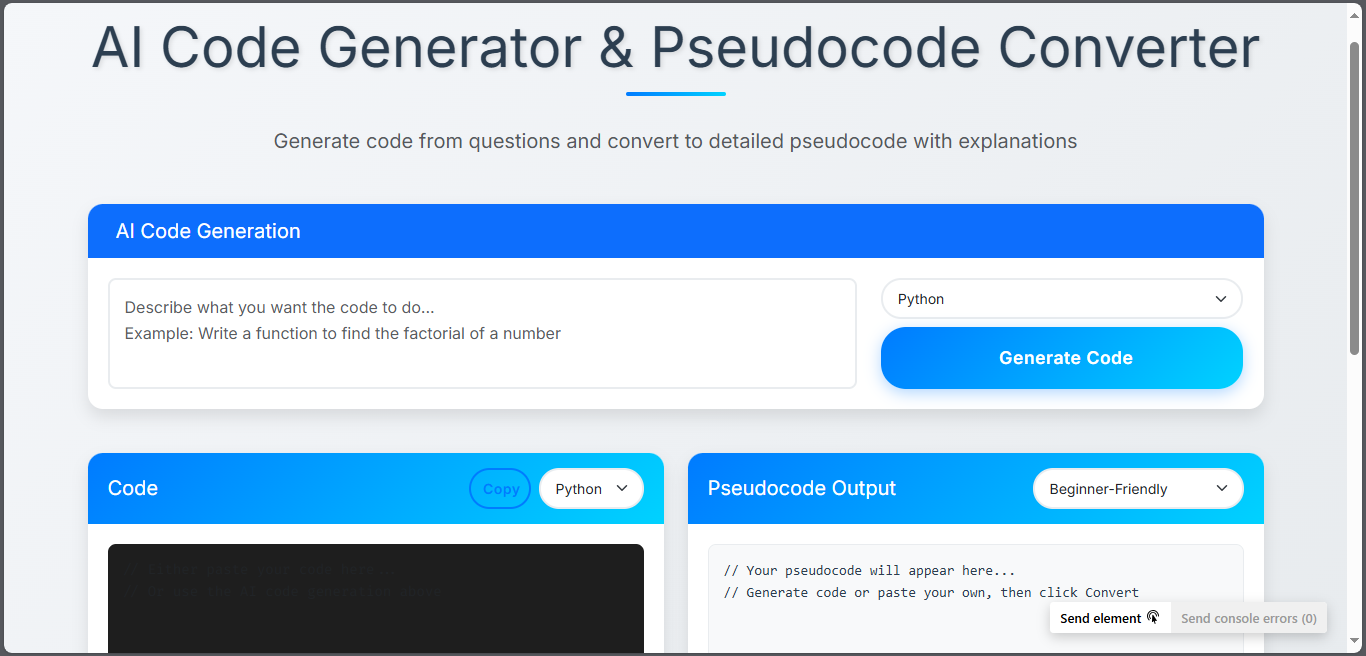 AI Code Generator & Pseudocode Converter
Generate code from questions and convert to detailed pseudocode with explanations
AI Code Generation
Describe what you want the code to do...
Example: Write a function to find the factorial of a number
Python
Generate Code
Code
Copy
Python
// Either paste your code here...
// Or use the AI code generation above
Pseudocode Output
Beginner-Friendly
// Your pseudocode will appear here...
// Generate code or paste your own, then click Convert
Send element
Send console errors (0)